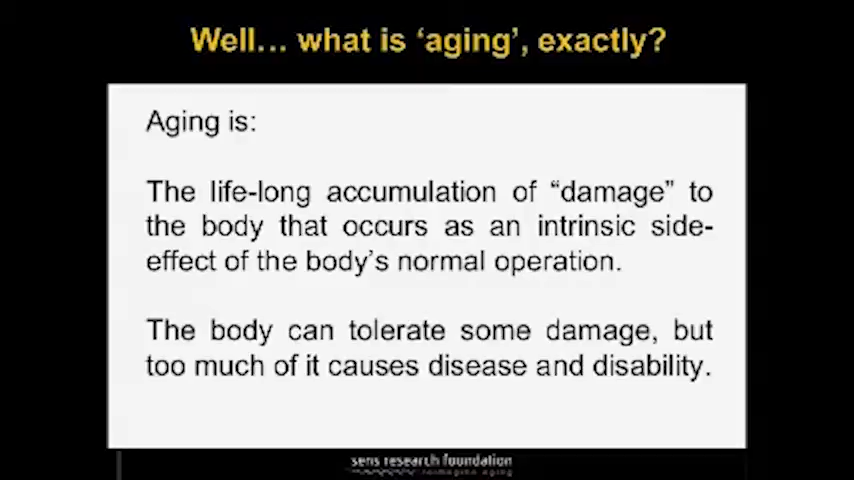 Well… what is ‘aging’, exactly?
Aging is:
The life-long accumulation of “damage” to
the body that occurs as an intrinsic side-
effect of the body’s normal operation.
The body can tolerate some damage, but
too much of it causes disease and disability.
sens research foundation
reimagine aging